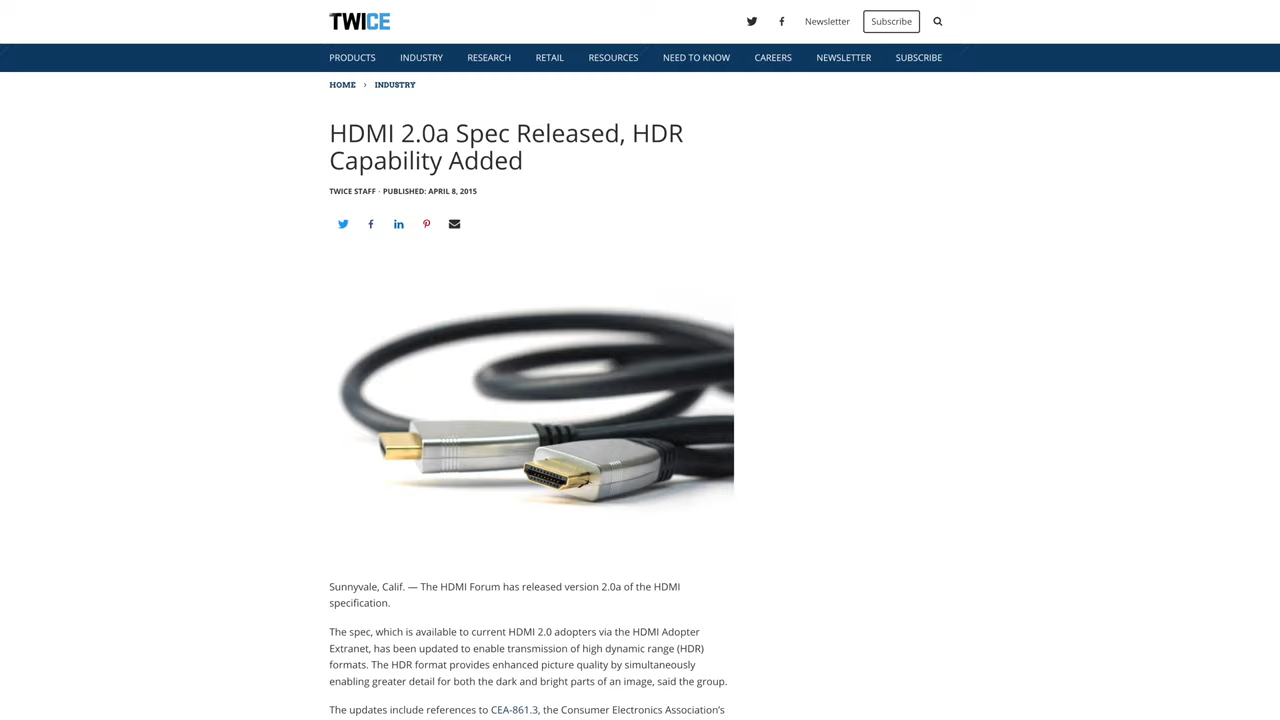 TWICE
Newsletter
Subscribe
PRODUCTS INDUSTRY RESEARCH RETAIL RESOURCES NEED TO KNOW CAREERS NEWSLETTER SUBSCRIBE
HOME › INDUSTRY
HDMI 2.0a Spec Released, HDR
Capability Added
TWICE STAFF · PUBLISHED: APRIL 8, 2015
Sunnyvale, Calif. — The HDMI Forum has released version 2.0a of the HDMI
specification.
The spec, which is available to current HDMI 2.0 adopters via the HDMI Adopter
Extranet, has been updated to enable transmission of high dynamic range (HDR)
formats. The HDR format provides enhanced picture quality by simultaneously
enabling greater detail for both the dark and bright parts of an image, said the group.
The updates include references to CEA-861.3, the Consumer Electronics Association’s